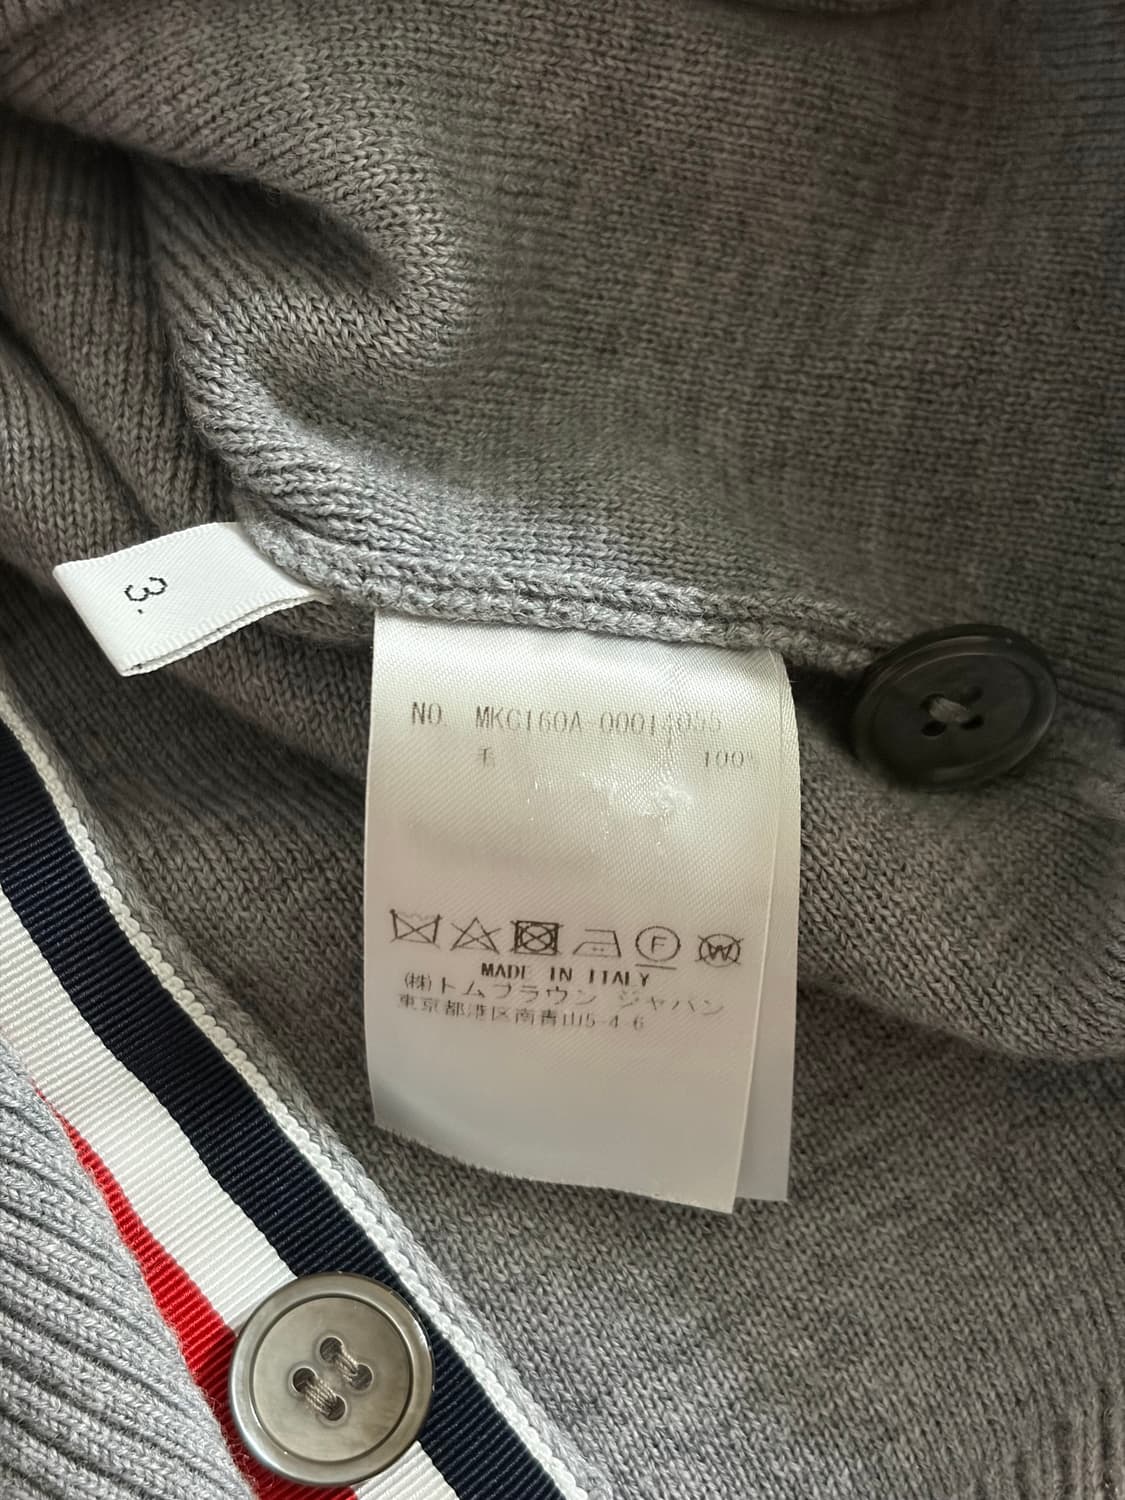 3.
NO. MKC160A-00014055
毛 100%
F W
MADE IN ITALY
(株)トムブラウン ジャパン
東京都港区南青山5-4-6